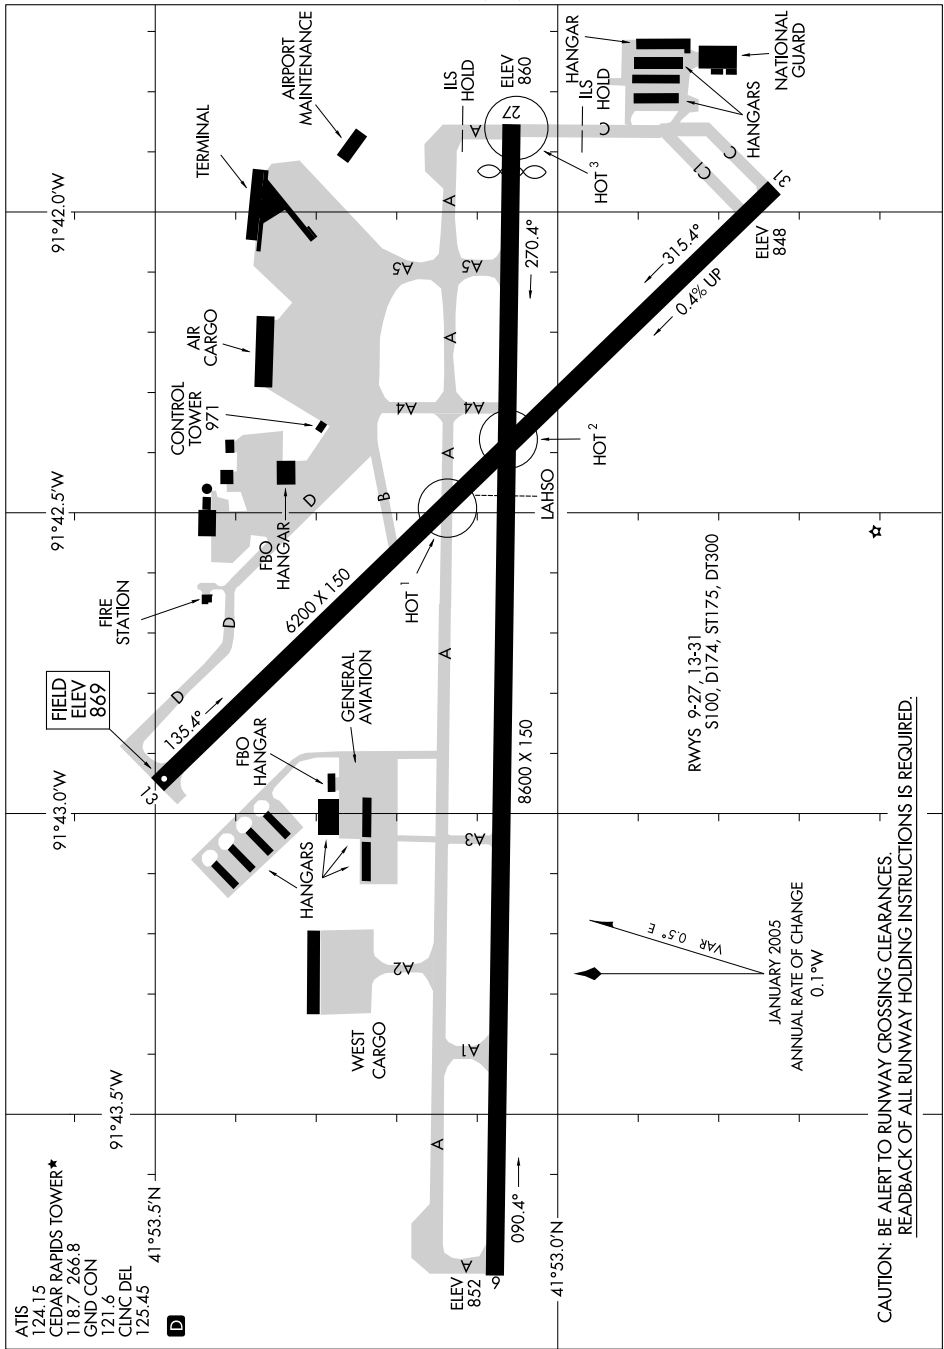 ATIS
124.15
CEDAR RAPIDS TOWER★
118.7 266.8
GND CON
121.6
CLNC DEL
125.45
D
41°53.5'N
41°53.0'N
91°43.5'W
91°43.0'W
91°42.5'W
91°42.0'W
FIELD
ELEV
869
FIRE
STATION
CONTROL
TOWER
971
AIR
CARGO
TERMINAL
AIRPORT
MAINTENANCE
FBO
HANGAR
D
D
D
13
135.4°
6200 X 150
B
HANGARS
FBO
HANGAR
GENERAL
AVIATION
WEST
CARGO
A2
A1
A3
A
A
A
A
A
A
A
A4
A4
A5
A5
HOT 1
HOT 2
HOT 3
LAHSO
ELEV
852
9
090.4°
8600 X 150
270.4°
27
ELEV
860
ILS
HOLD
ILS
HOLD
C
C
C1
HANGAR
HANGARS
NATIONAL
GUARD
31
ELEV
848
315.4°
0.4% UP
RWYS 9-27, 13-31
S100, D174, ST175, DT300
VAR 0.5° E
JANUARY 2005
ANNUAL RATE OF CHANGE
0.1°W
CAUTION: BE ALERT TO RUNWAY CROSSING CLEARANCES.
READBACK OF ALL RUNWAY HOLDING INSTRUCTIONS IS REQUIRED.